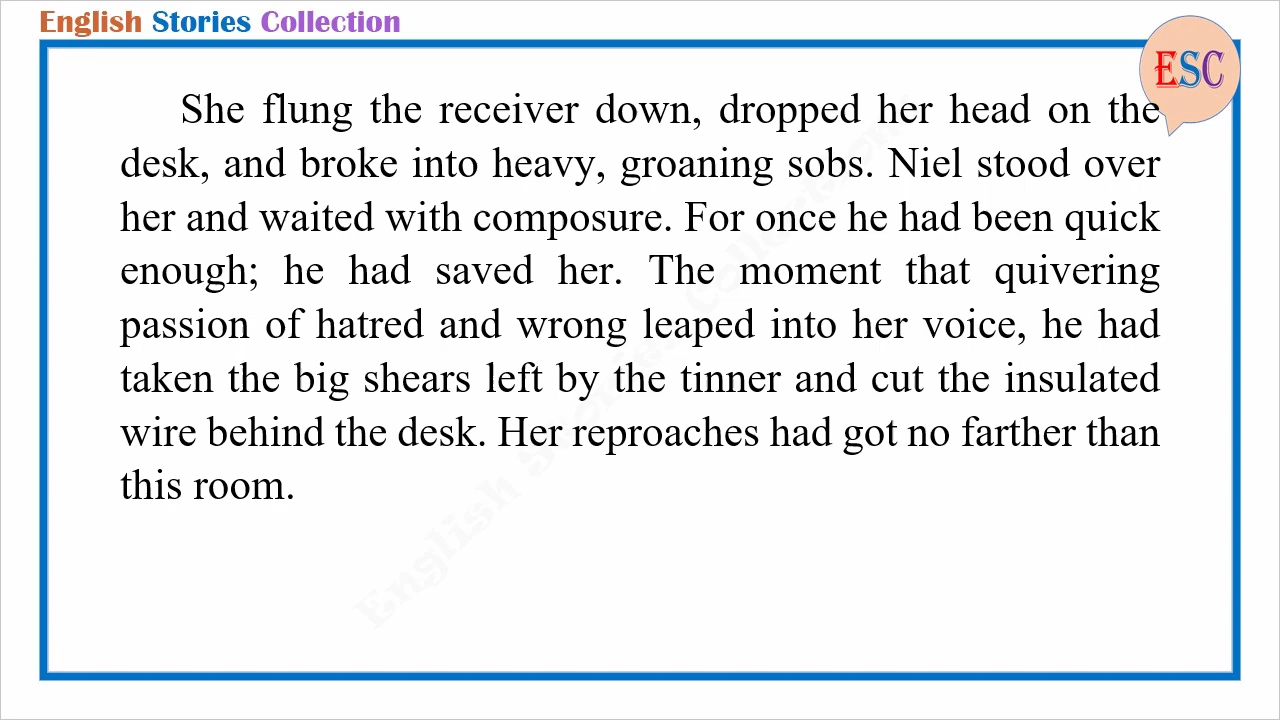 English Stories Collection
ESC
She flung the receiver down, dropped her head on the
desk, and broke into heavy, groaning sobs. Niel stood over
her and waited with composure. For once he had been quick
enough; he had saved her. The moment that quivering
passion of hatred and wrong leaped into her voice, he had
taken the big shears left by the tinner and cut the insulated
wire behind the desk. Her reproaches had got no farther than
this room.
English Stories Collection